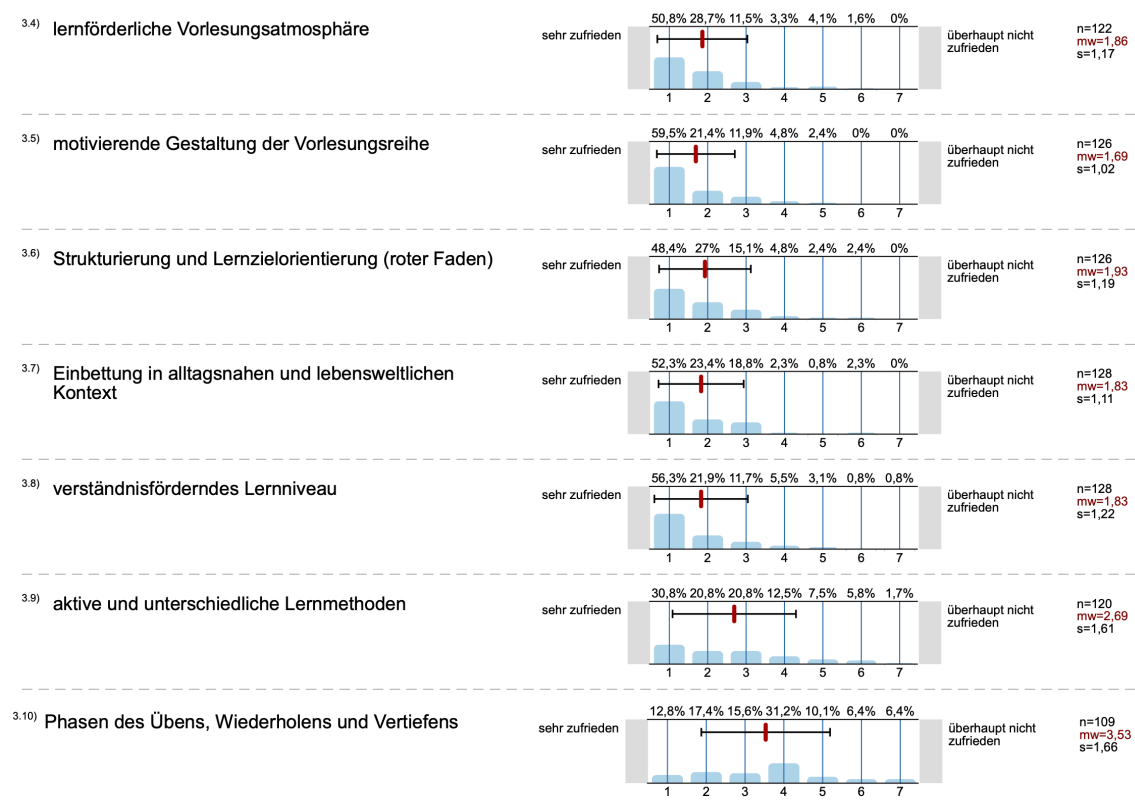 3.4) lernförderliche Vorlesungsatmosphäre
50,8% 28,7% 11,5% 3,3% 4,1% 1,6% 0%
sehr zufrieden
überhaupt nicht
zufrieden
n=122
mw=1,86
s=1,17
1 2 3 4 5 6 7
3.5) motivierende Gestaltung der Vorlesungsreihe
59,5% 21,4% 11,9% 4,8% 2,4% 0% 0%
sehr zufrieden
überhaupt nicht
zufrieden
n=126
mw=1,69
s=1,02
1 2 3 4 5 6 7
3.6) Strukturierung und Lernzielorientierung (roter Faden)
48,4% 27% 15,1% 4,8% 2,4% 2,4% 0%
sehr zufrieden
überhaupt nicht
zufrieden
n=126
mw=1,93
s=1,19
1 2 3 4 5 6 7
3.7) Einbettung in alltagsnahen und lebensweltlichen
Kontext
52,3% 23,4% 18,8% 2,3% 0,8% 2,3% 0%
sehr zufrieden
überhaupt nicht
zufrieden
n=128
mw=1,83
s=1,11
1 2 3 4 5 6 7
3.8) verständnisförderndes Lernniveau
56,3% 21,9% 11,7% 5,5% 3,1% 0,8% 0,8%
sehr zufrieden
überhaupt nicht
zufrieden
n=128
mw=1,83
s=1,22
1 2 3 4 5 6 7
3.9) aktive und unterschiedliche Lernmethoden
30,8% 20,8% 20,8% 12,5% 7,5% 5,8% 1,7%
sehr zufrieden
überhaupt nicht
zufrieden
n=120
mw=2,69
s=1,61
1 2 3 4 5 6 7
3.10) Phasen des Übens, Wiederholens und Vertiefens
12,8% 17,4% 15,6% 31,2% 10,1% 6,4% 6,4%
sehr zufrieden
überhaupt nicht
zufrieden
n=109
mw=3,53
s=1,66
1 2 3 4 5 6 7